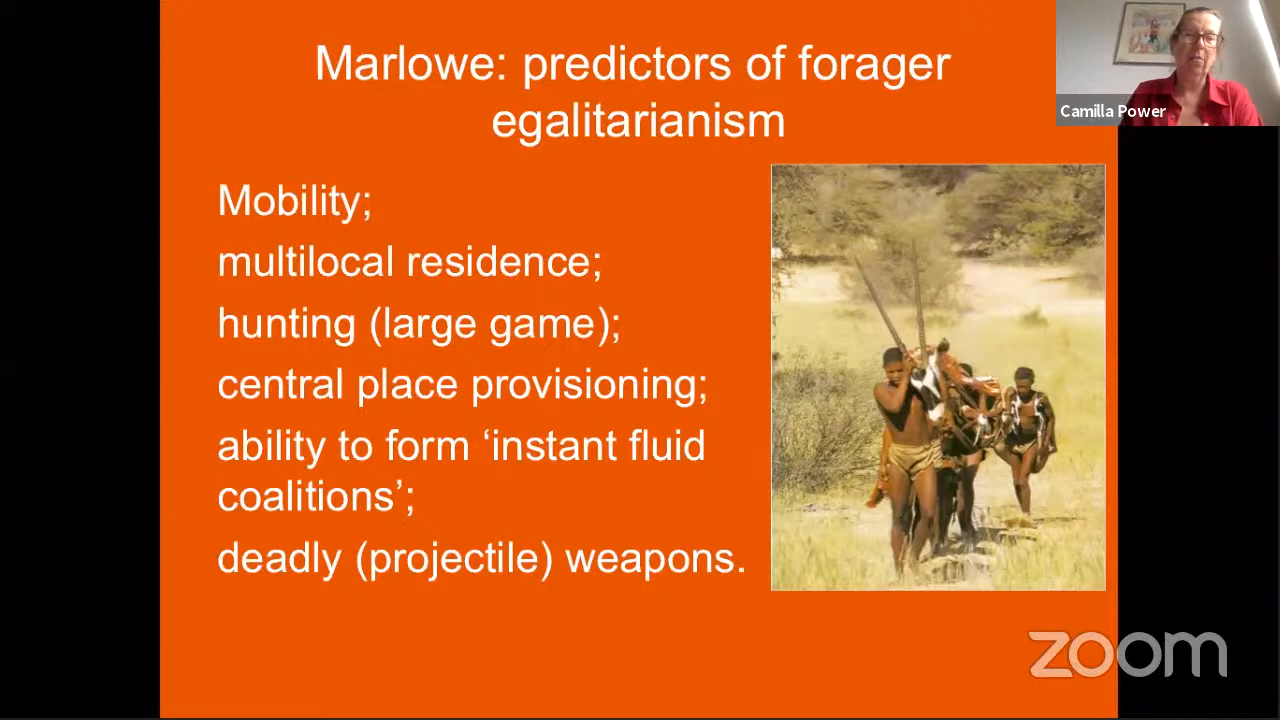 Marlowe: predictors of forager
egalitarianism
Camilla Power
Mobility;
multilocal residence;
hunting (large game);
central place provisioning;
ability to form ‘instant fluid
coalitions’;
deadly (projectile) weapons.
zoom